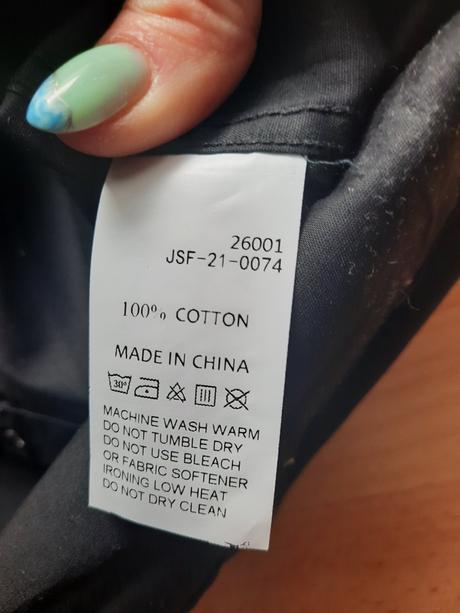 26001
JSF-21-0074
100% COTTON
MADE IN CHINA
30°
MACHINE WASH WARM
DO NOT TUMBLE DRY
DO NOT USE BLEACH
OR FABRIC SOFTENER
IRONING LOW HEAT
DO NOT DRY CLEAN